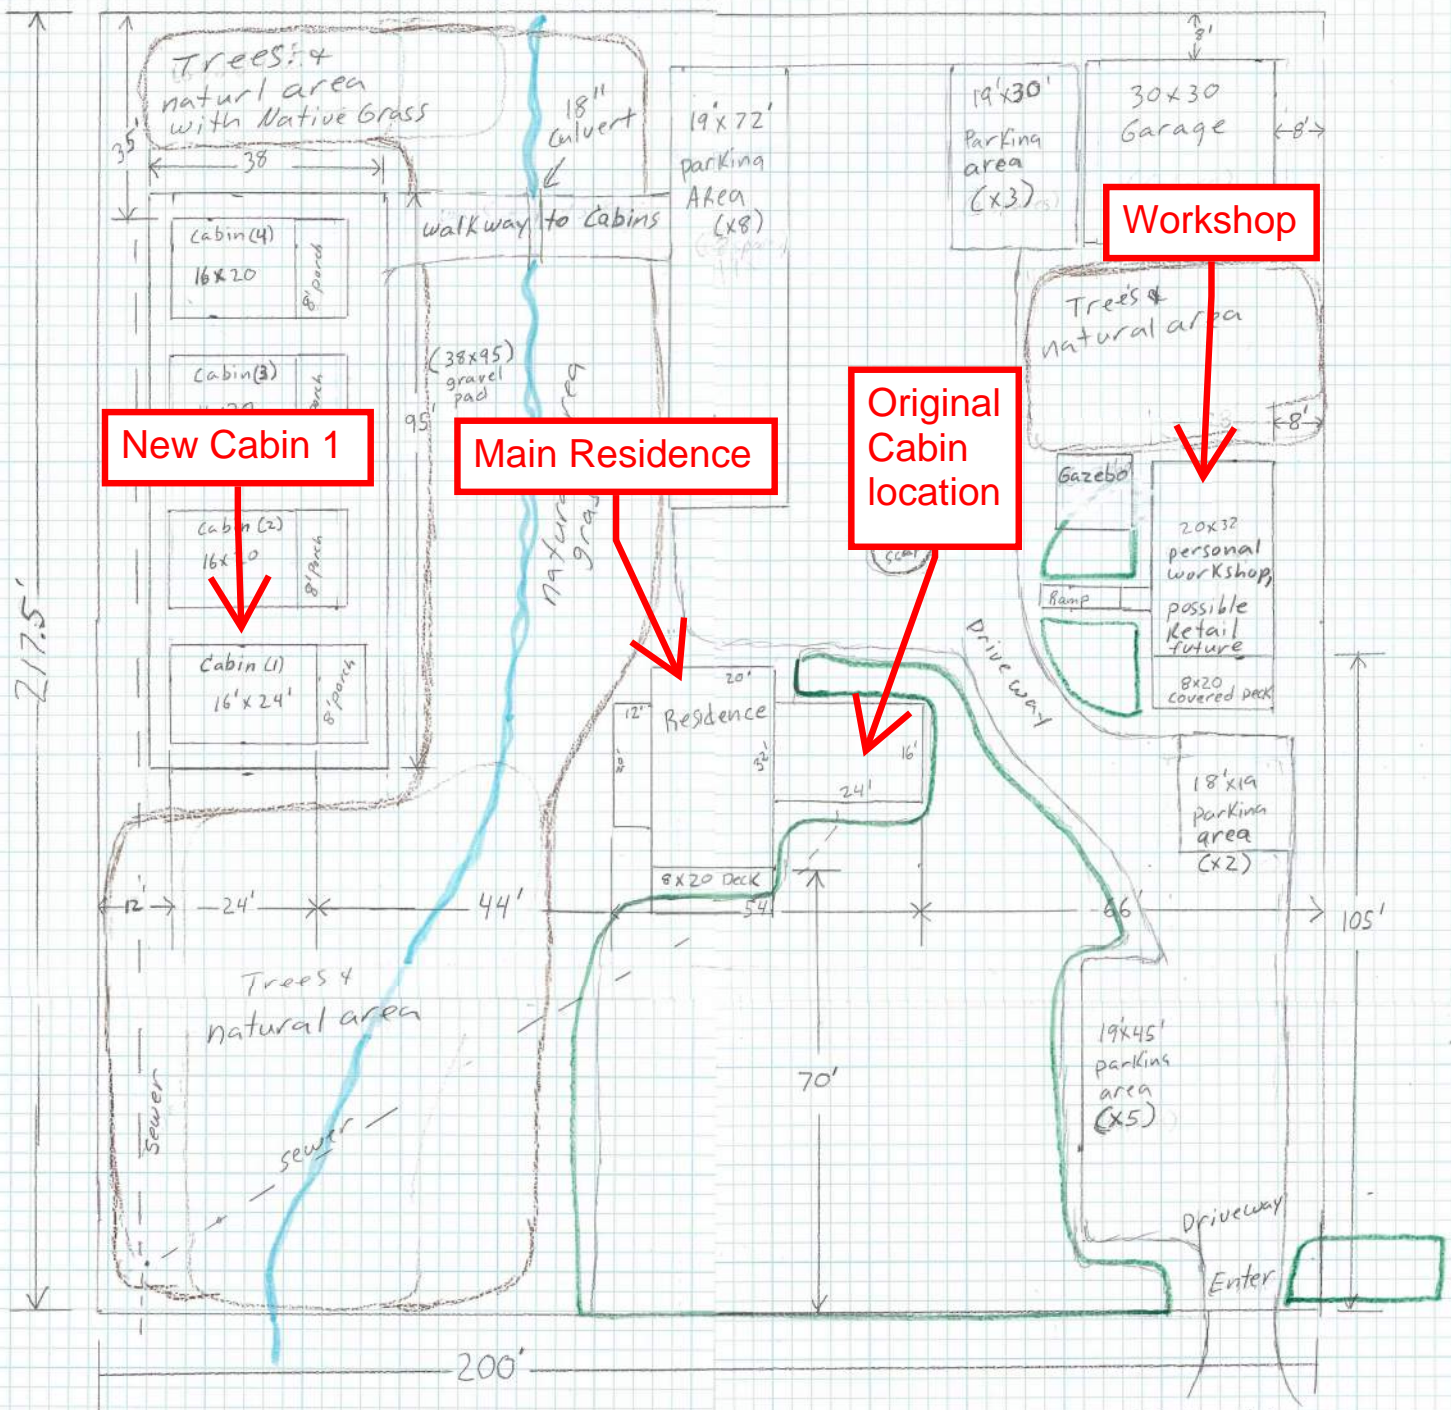 8'
Trees: &
naturl area
with Native Grass
18"
Culvert
19'x72'
parking
Area
(x8)
19'x30'
Parking
area
(x3)
30x30
Garage
8'
35'
38
Workshop
walkway to Cabins
Cabin(4)
16x20
8' porch
Trees &
natural area
(38x95)
gravel
pad
Cabin(3)
porch
95'
New Cabin 1
Main Residence
Original
Cabin
location
8'
Gazebo
Cabin (2)
16x20
8' Porch
20x32
personal
workshop,
possible
Retail
future
Ramp
8x20
covered Deck
217.5'
Cabin (1)
16' x 24'
8' porch
Driveway
20'
12'
Residence
32'
16'
24'
18'x19
parking
area
(x2)
8x20 Deck
12'
24'
44'
54'
66'
105'
Trees &
natural area
70'
19'x45'
parking
area
(x5)
sewer
sewer
Driveway
Enter
200'